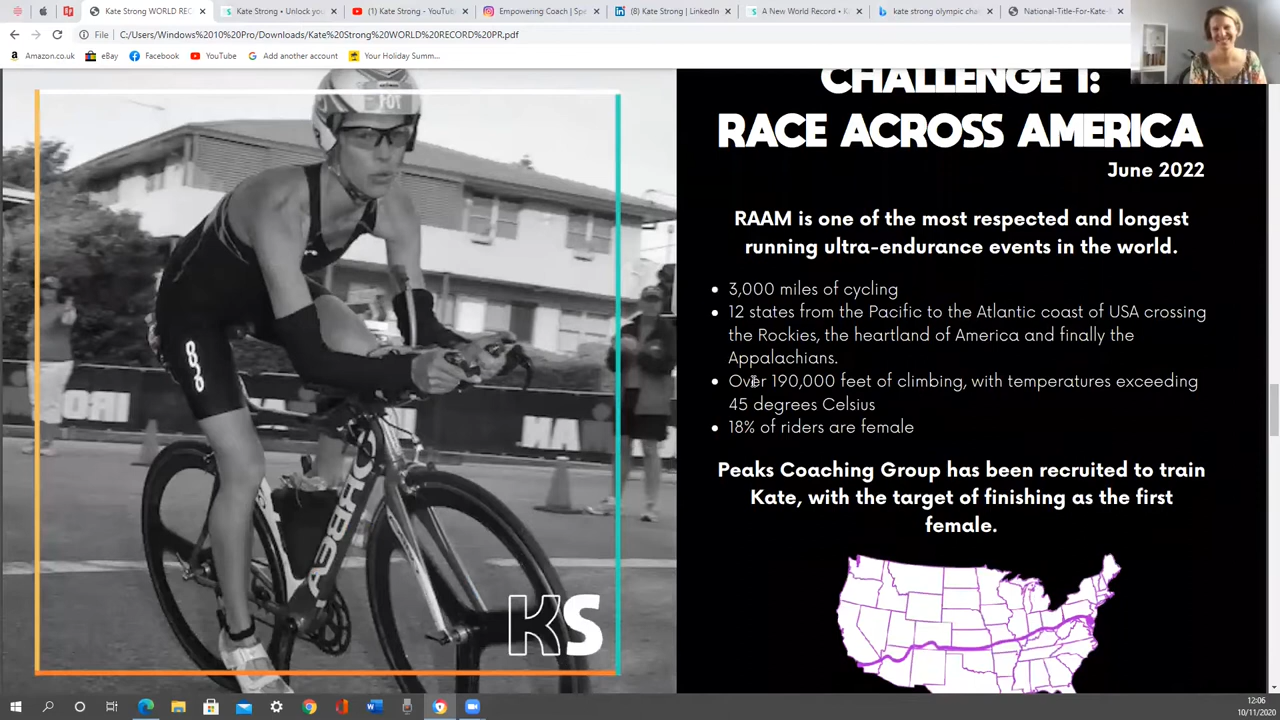 Kate Strong WORLD REC
Kate Strong • Unlock you
(1) Kate Strong - YouTube
Empowering Coach | Spe
(8) Kate Strong | LinkedIn
A New World Record • Ka
kate strong olympic cha
National-Title-For-Kate-
File
C:/Users/Windows%2010%20Pro/Downloads/Kate%20Strong%20WORLD%20RECORD%20PR.pdf
Amazon.co.uk
eBay
Facebook
YouTube
Add another account
Your Holiday Summ...
CHALLENGE 1:
RACE ACROSS AMERICA
June 2022
RAAM is one of the most respected and longest
running ultra-endurance events in the world.
3,000 miles of cycling
12 states from the Pacific to the Atlantic coast of USA crossing
the Rockies, the heartland of America and finally the
Appalachians.
Over 190,000 feet of climbing, with temperatures exceeding
45 degrees Celsius
18% of riders are female
Peaks Coaching Group has been recruited to train
Kate, with the target of finishing as the first
female.
ORBEA
KS
12:06
10/11/2020